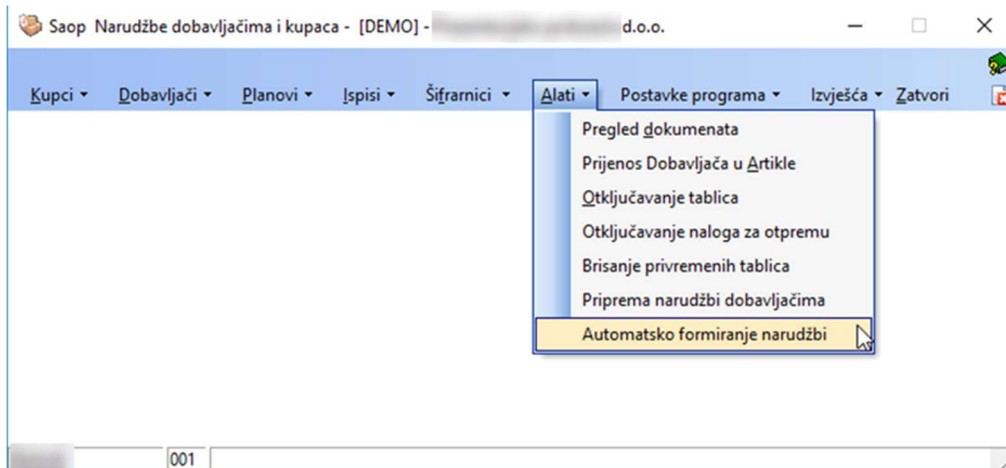 Saop Narudžbe dobavljačima i kupaca - [DEMO] - d.o.o.
Kupci Dobavljači Planovi Ispisi Šifrarnici Alati Postavke programa Izvješća Zatvori
Pregled dokumenata
Prijenos Dobavljača u Artikle
Otključavanje tablica
Otključavanje naloga za otpremu
Brisanje privremenih tablica
Priprema narudžbi dobavljačima
Automatsko formiranje narudžbi
001